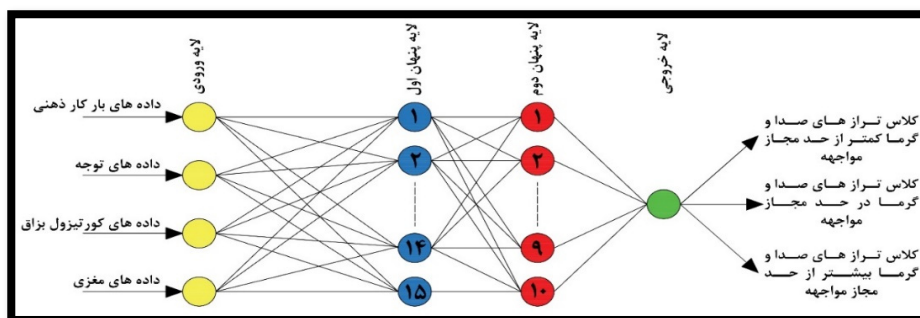 لایه ورودی
لایه پنهان اول
لایه پنهان دوم
لایه خروجی
داده های بار کار ذهنی
داده های توجه
داده های کورتیزول بزاق
داده های مغزی
۱
۲
۱۴
۱۵
۱
۲
۹
۱۰
کلاس تراز های صدا و
گرما کمتر از حد مجاز
مواجهه
کلاس تراز های صدا و
گرما در حد مجاز
مواجهه
کلاس تراز های صدا و
گرما بیشتر از حد
مجاز مواجهه